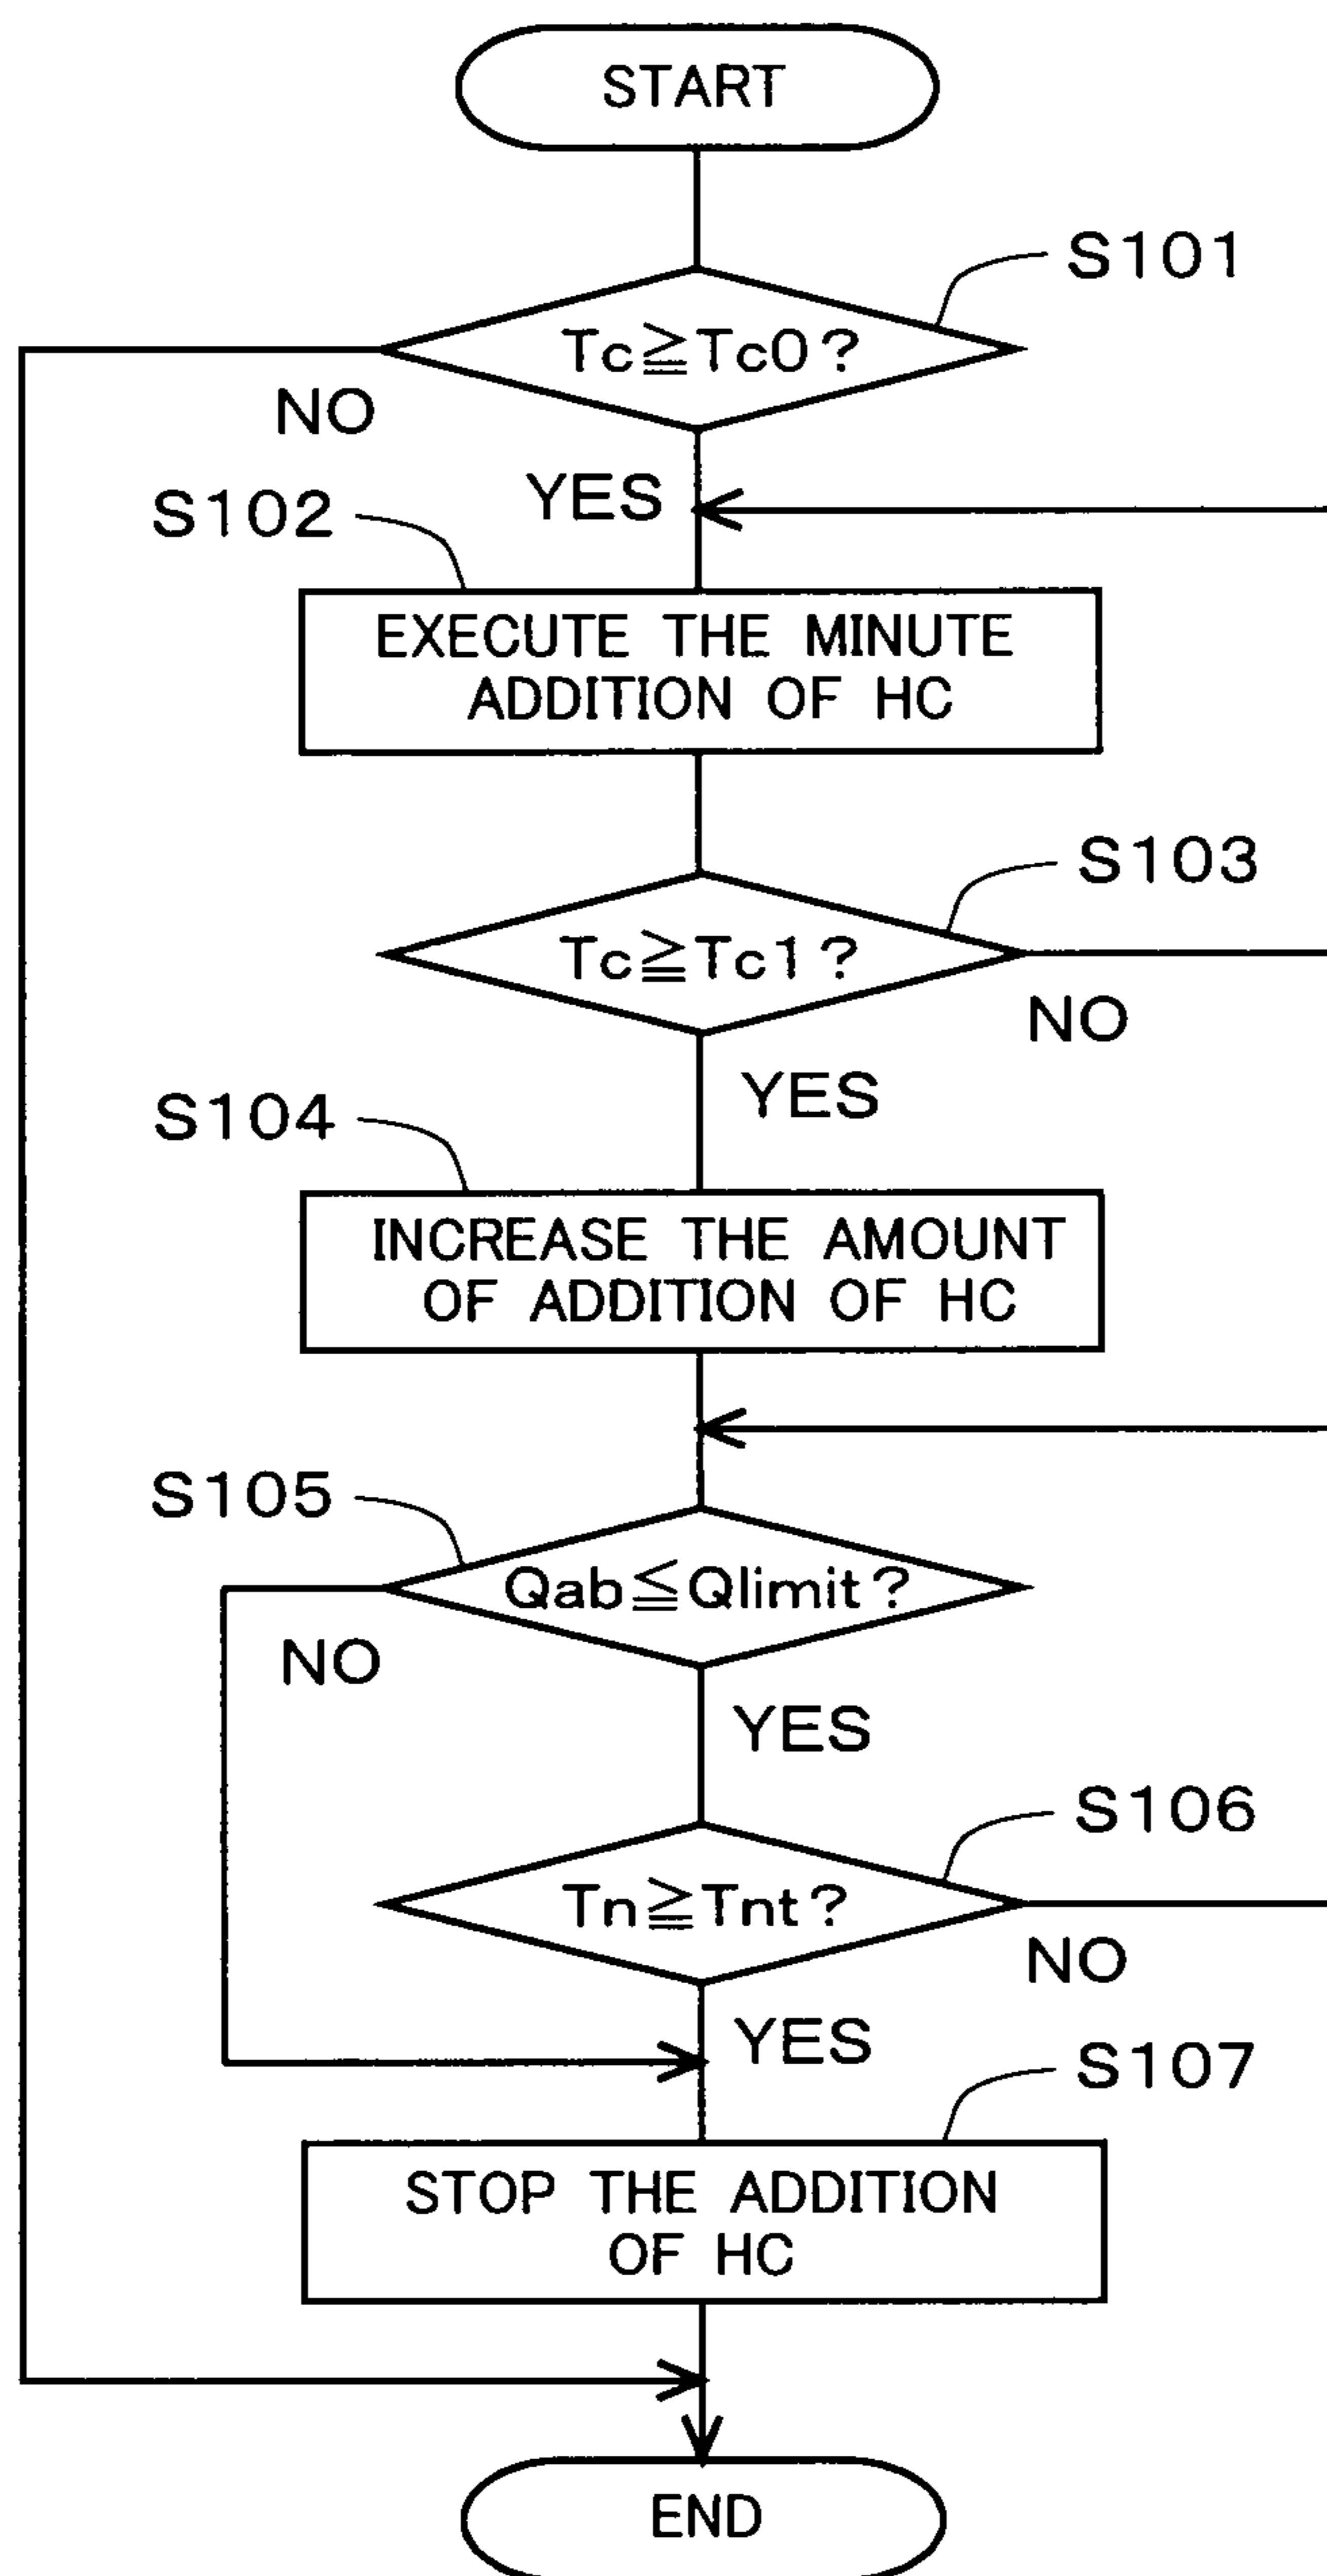 START
S101
Tc≧Tc0?
NO
YES
S102
EXECUTE THE MINUTE
ADDITION OF HC
S103
Tc≧Tc1?
NO
YES
S104
INCREASE THE AMOUNT
OF ADDITION OF HC
S105
Qab≦Qlimit?
NO
YES
S106
Tn≧Tnt?
NO
YES
S107
STOP THE ADDITION
OF HC
END